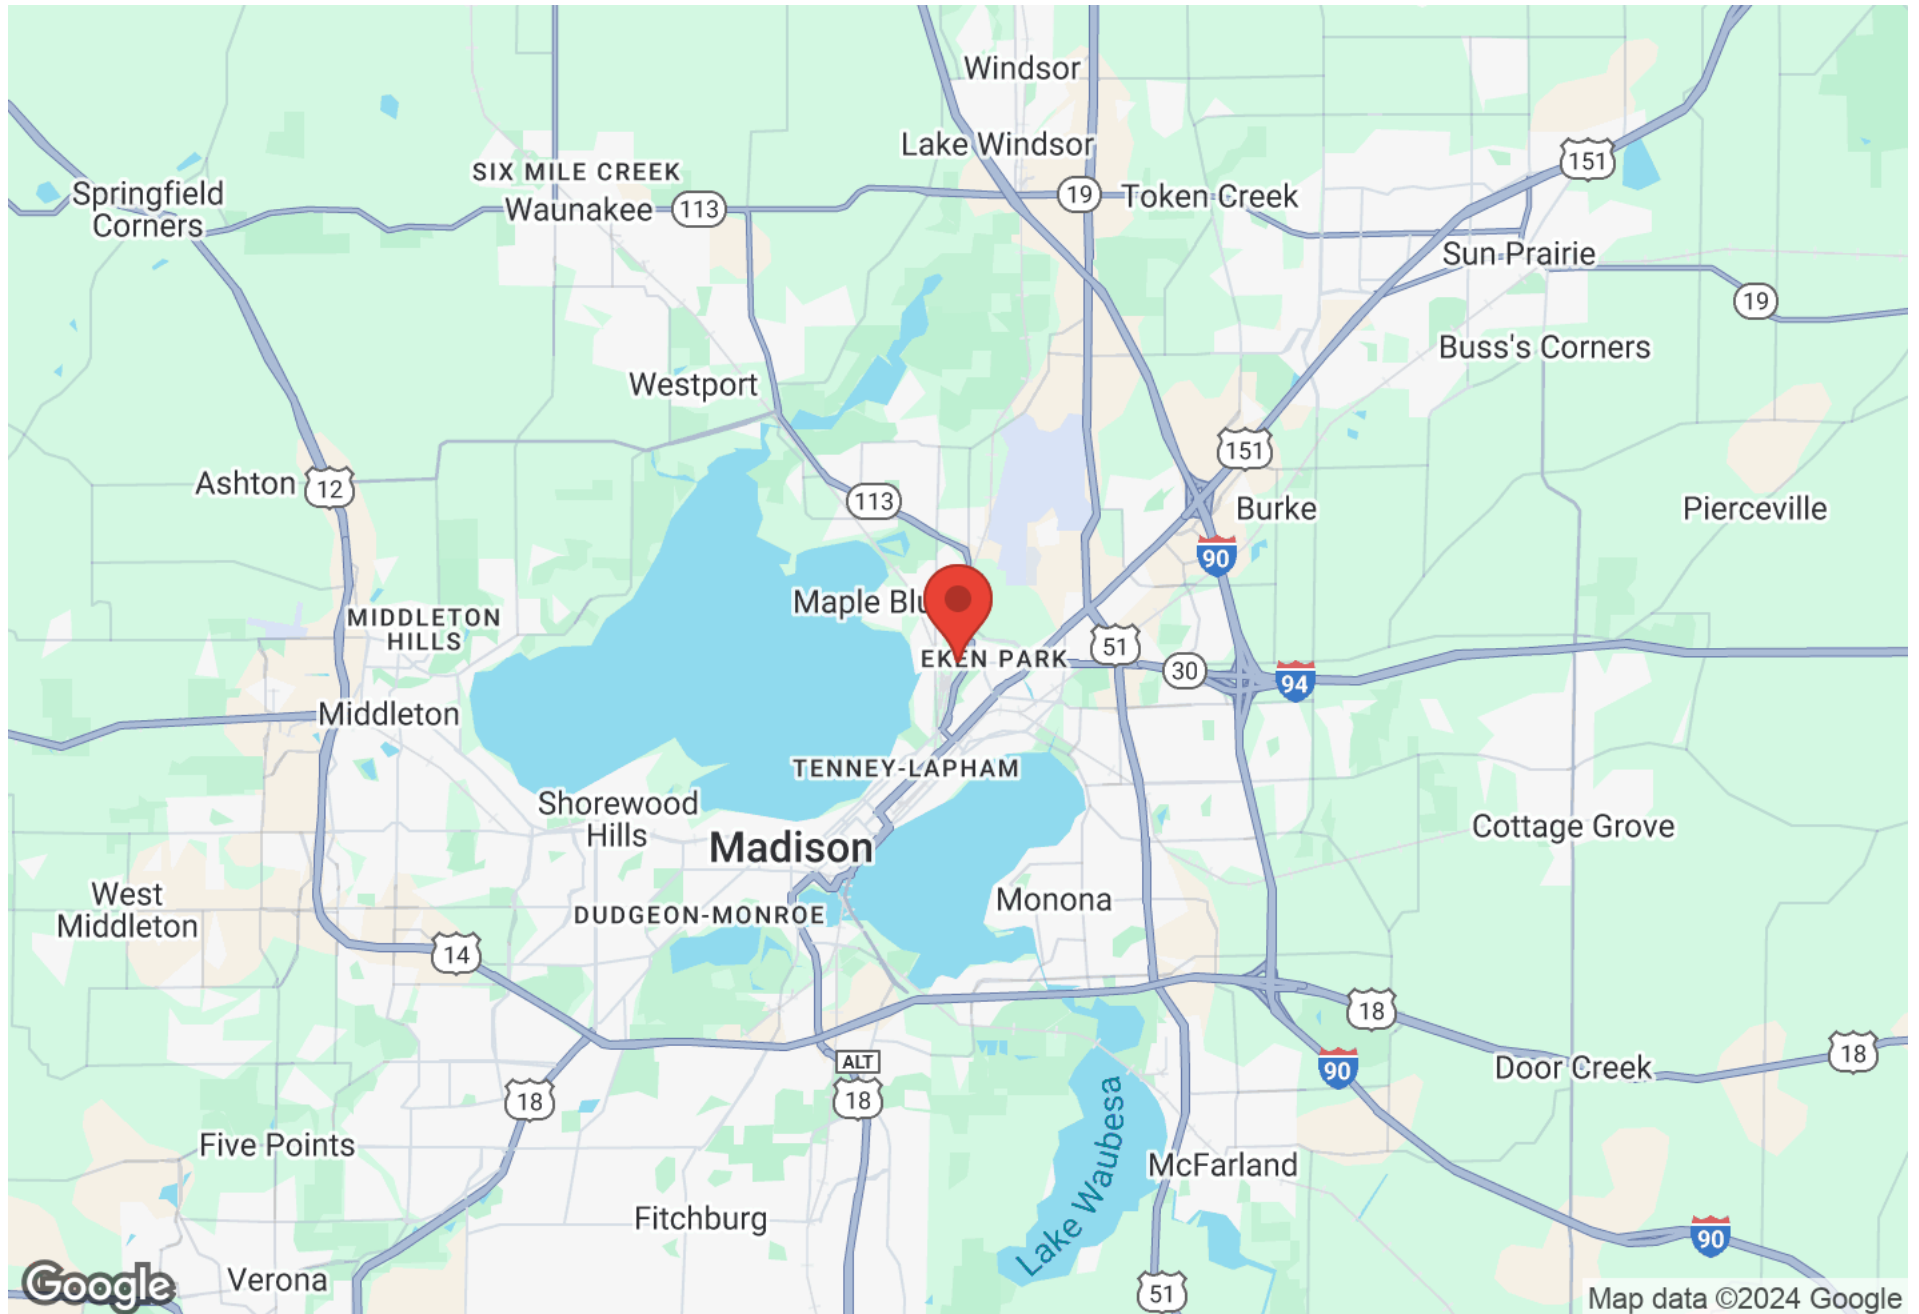 Windsor
Lake Windsor
151
SIX MILE CREEK
Springfield
Corners
Waunakee
113
19
Token Creek
Sun Prairie
19
Buss's Corners
Westport
151
Ashton
12
113
Burke
Pierceville
90
Maple Blu
MIDDLETON
HILLS
EKEN PARK
51
30
94
Middleton
TENNEY-LAPHAM
Shorewood
Hills
Madison
Cottage Grove
West
Middleton
DUDGEON-MONROE
Monona
14
18
ALT
18
18
90
Door Creek
18
Five Points
Lake Waubesa
McFarland
Fitchburg
90
Verona
51
Google
Map data ©2024 Google